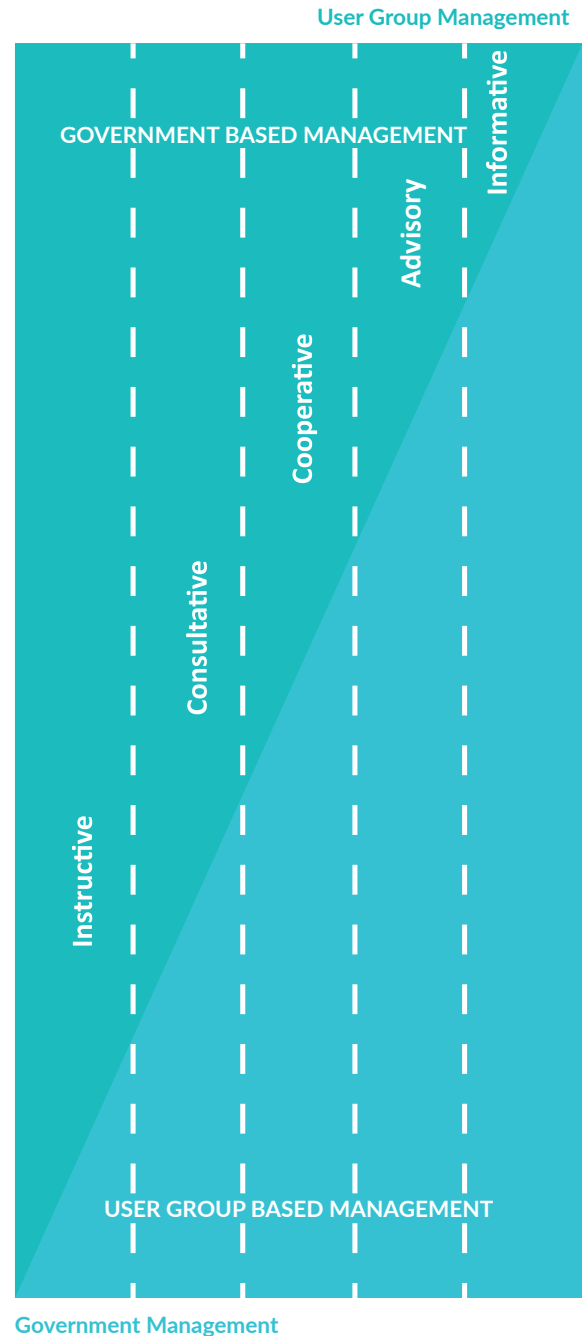 User Group Management
GOVERNMENT BASED MANAGEMENT
Informative
Advisory
Cooperative
Consultative
Instructive
USER GROUP BASED MANAGEMENT
Government Management